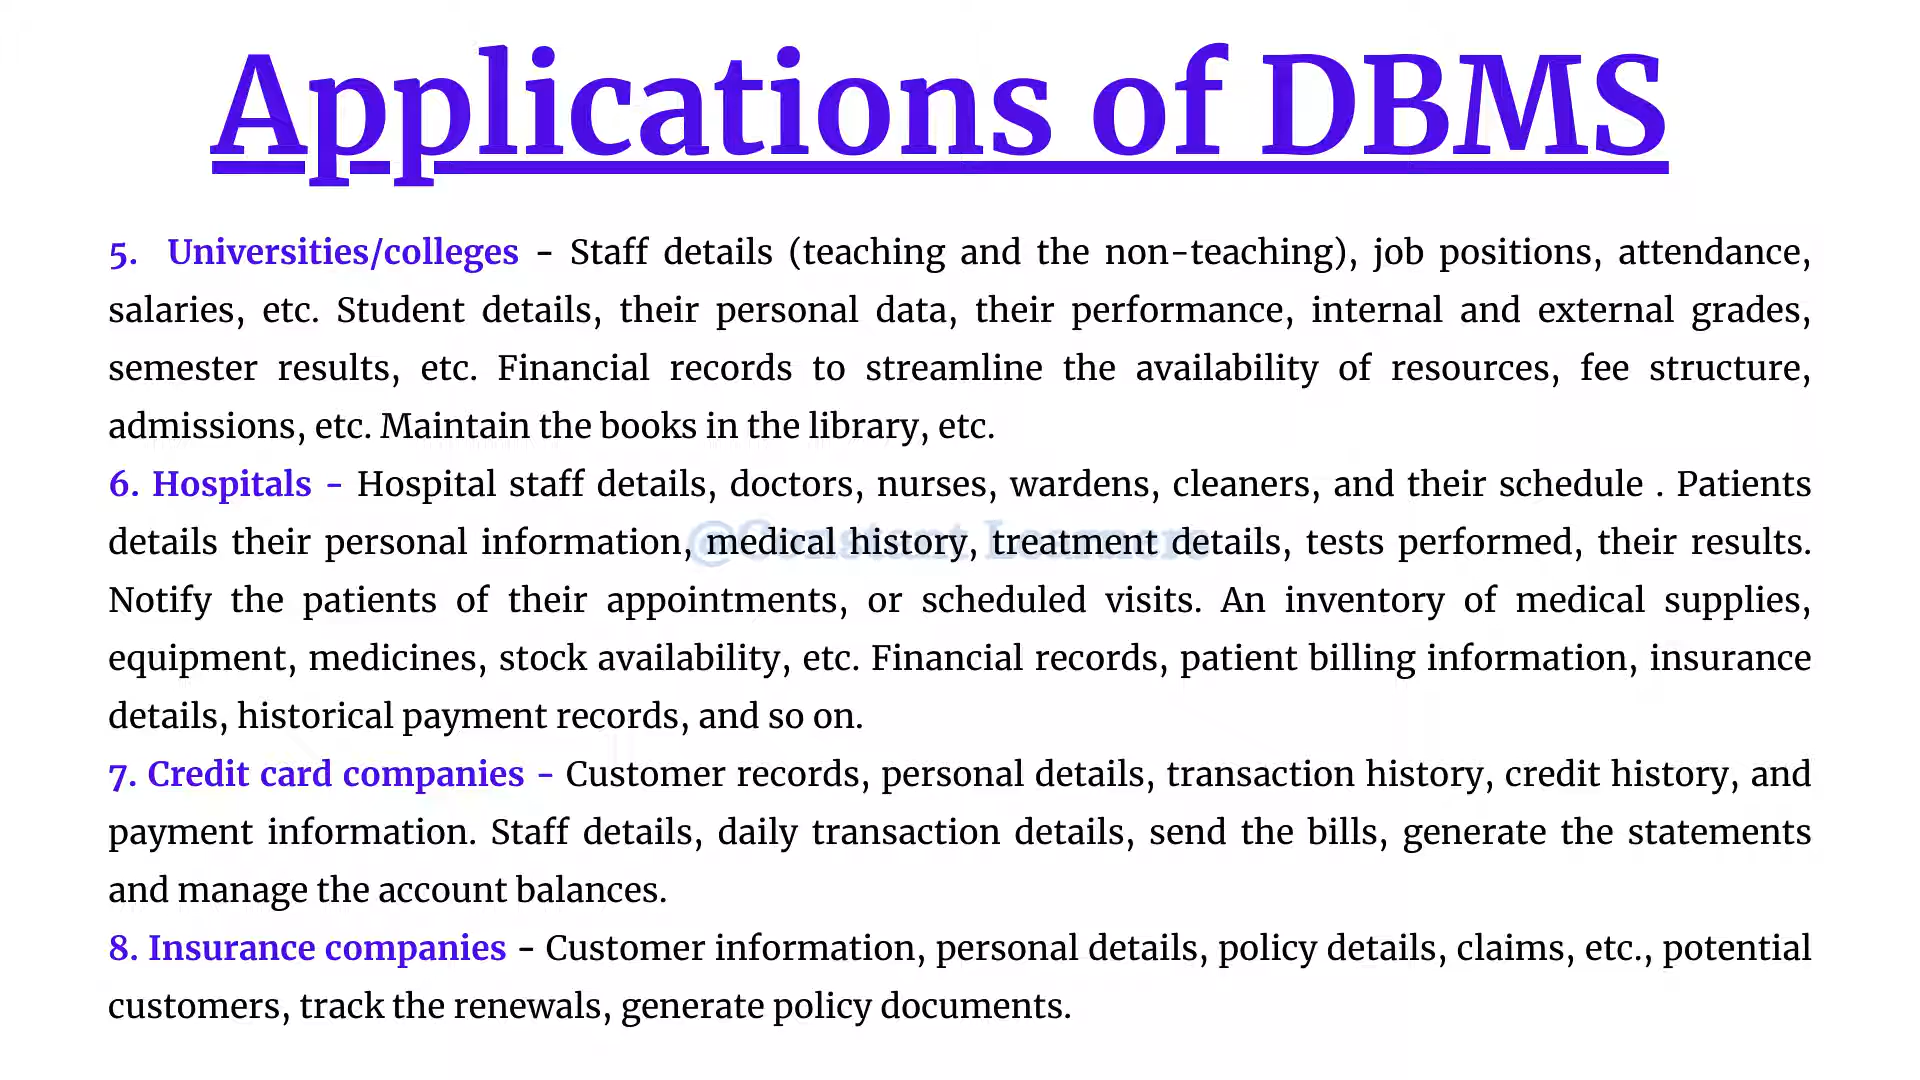 Applications of DBMS
5. Universities/colleges - Staff details (teaching and the non-teaching), job positions, attendance,
salaries, etc. Student details, their personal data, their performance, internal and external grades,
semester results, etc. Financial records to streamline the availability of resources, fee structure,
admissions, etc. Maintain the books in the library, etc.
6. Hospitals - Hospital staff details, doctors, nurses, wardens, cleaners, and their schedule . Patients
details their personal information, medical history, treatment details, tests performed, their results.
@Constant Learners
Notify the patients of their appointments, or scheduled visits. An inventory of medical supplies,
equipment, medicines, stock availability, etc. Financial records, patient billing information, insurance
details, historical payment records, and so on.
7. Credit card companies - Customer records, personal details, transaction history, credit history, and
payment information. Staff details, daily transaction details, send the bills, generate the statements
and manage the account balances.
8. Insurance companies - Customer information, personal details, policy details, claims, etc., potential
customers, track the renewals, generate policy documents.